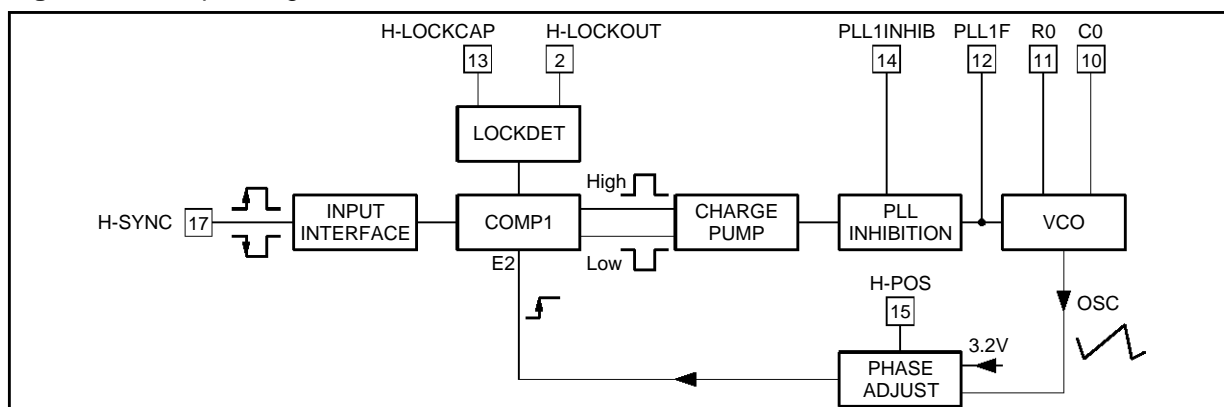 H-LOCKCAP H-LOCKOUT PLL1INHIB PLL1F R0 C0
13 2 14 12 11 10
LOCKDET
High
H-SYNC 17 INPUT INTERFACE COMP1 CHARGE PUMP PLL INHIBITION VCO
E2 Low
H-POS
15
OSC
3.2V
PHASE
ADJUST